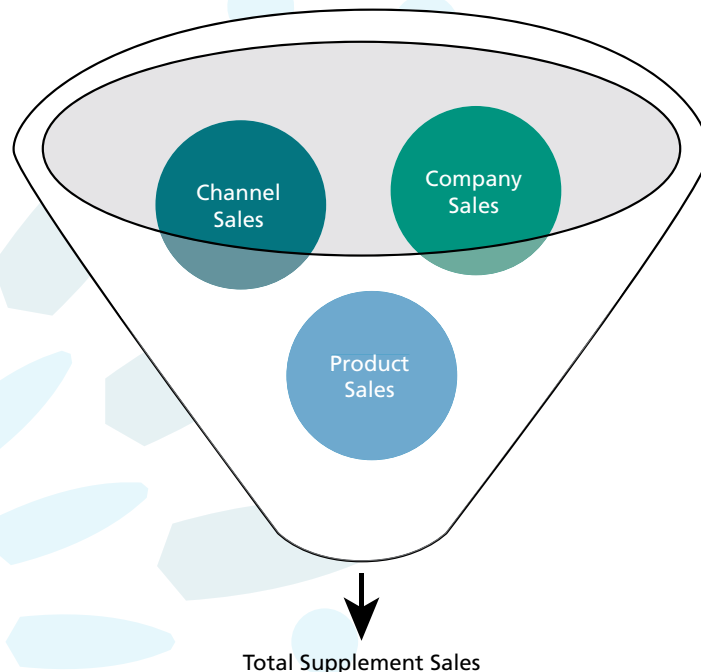 Channel
Sales
Company
Sales
Product
Sales
Total Supplement Sales